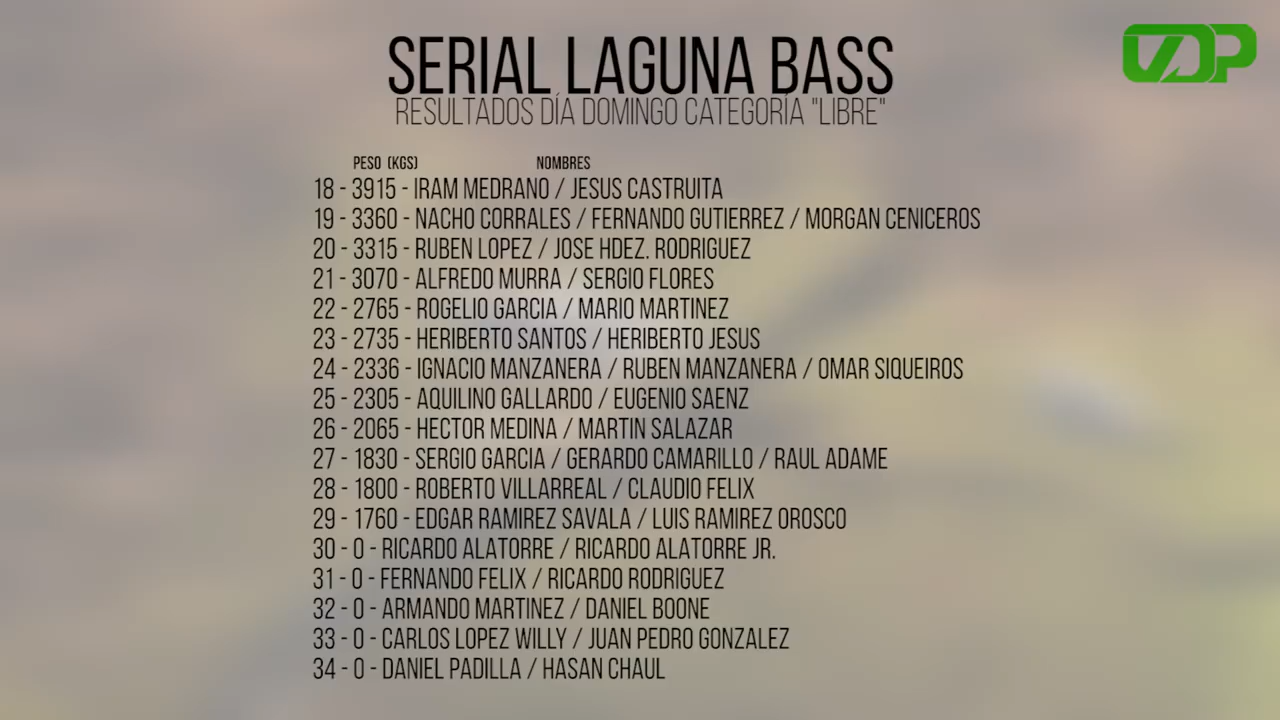 SERIAL LAGUNA BASS
VDP
RESULTADOS DÍA DOMINGO CATEGORÍA "LIBRE"
PESO (KGS) NOMBRES
18 - 3915 - IRAM MEDRANO / JESUS CASTRUITA
19 - 3360 - NACHO CORRALES / FERNANDO GUTIERREZ / MORGAN CENICEROS
20 - 3315 - RUBEN LOPEZ / JOSE HDEZ. RODRIGUEZ
21 - 3070 - ALFREDO MURRA / SERGIO FLORES
22 - 2765 - ROGELIO GARCIA / MARIO MARTINEZ
23 - 2735 - HERIBERTO SANTOS / HERIBERTO JESUS
24 - 2336 - IGNACIO MANZANERA / RUBEN MANZANERA / OMAR SIQUEIROS
25 - 2305 - AQUILINO GALLARDO / EUGENIO SAENZ
26 - 2065 - HECTOR MEDINA / MARTIN SALAZAR
27 - 1830 - SERGIO GARCIA / GERARDO CAMARILLO / RAUL ADAME
28 - 1800 - ROBERTO VILLARREAL / CLAUDIO FELIX
29 - 1760 - EDGAR RAMIREZ SAVALA / LUIS RAMIREZ OROSCO
30 - 0 - RICARDO ALATORRE / RICARDO ALATORRE JR.
31 - 0 - FERNANDO FELIX / RICARDO RODRIGUEZ
32 - 0 - ARMANDO MARTINEZ / DANIEL BOONE
33 - 0 - CARLOS LOPEZ WILLY / JUAN PEDRO GONZALEZ
34 - 0 - DANIEL PADILLA / HASAN CHAUL